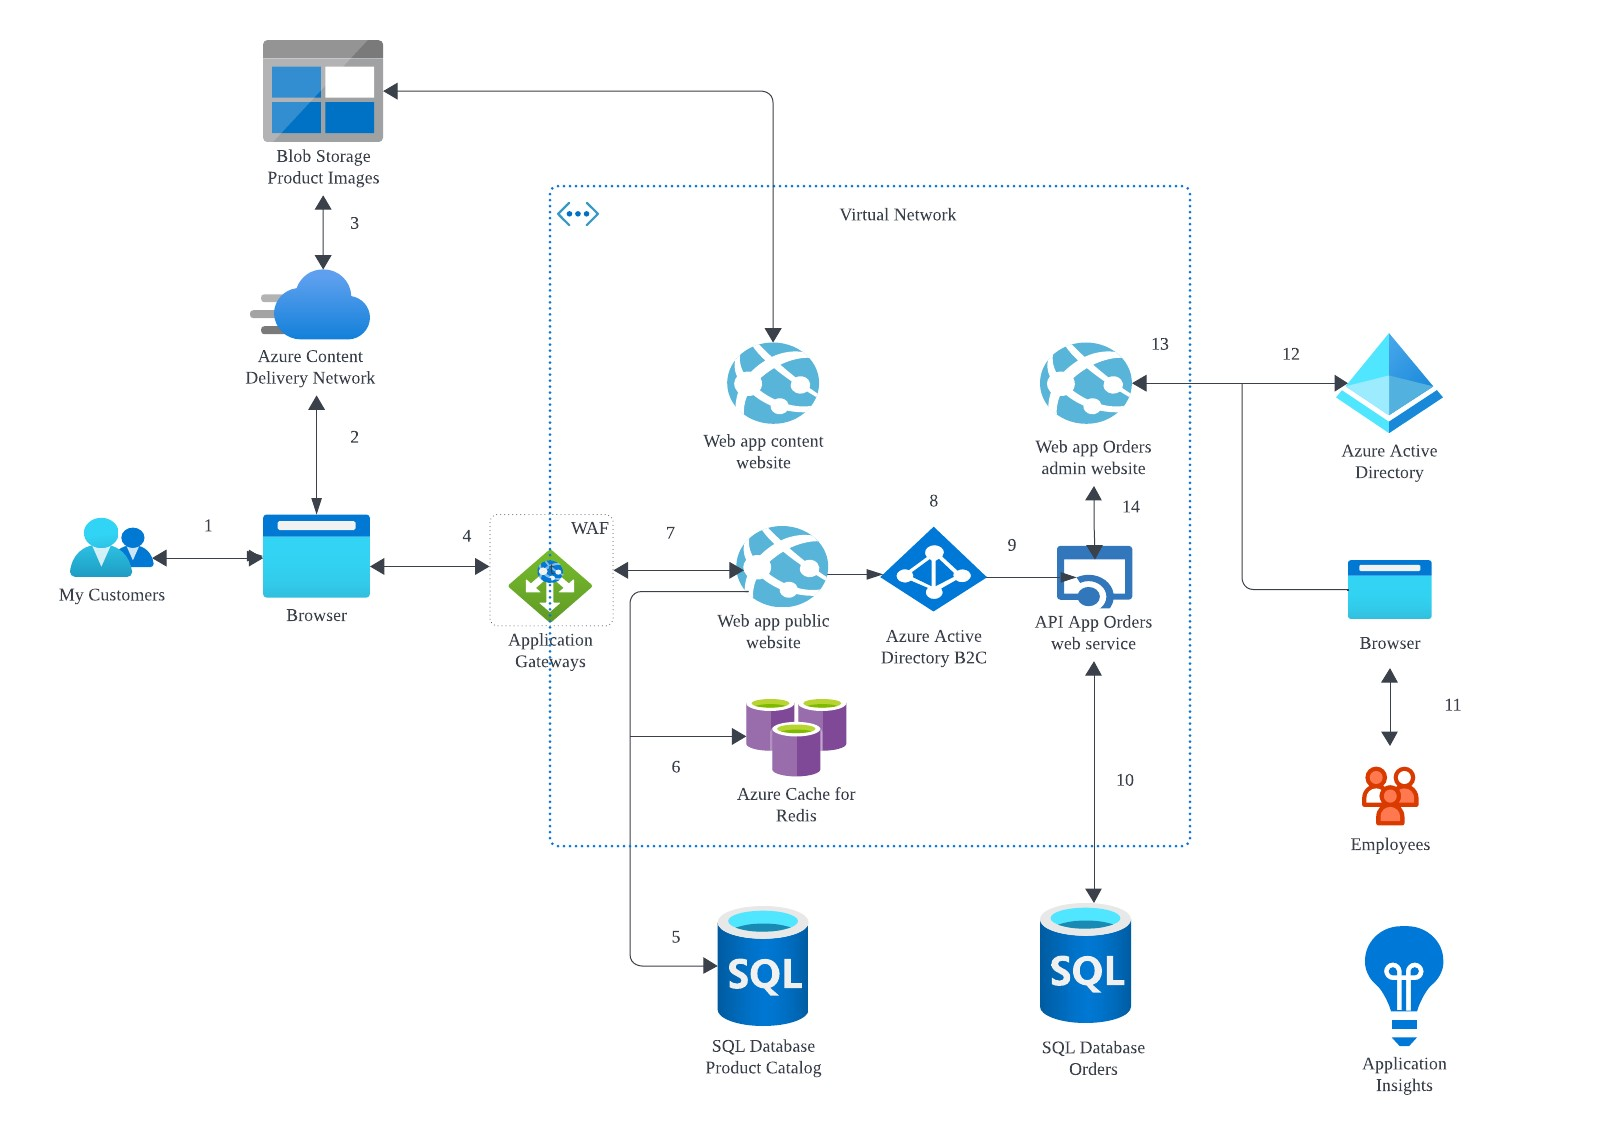 Blob Storage
Product Images
Virtual Network
3
Azure Content
Delivery Network
13
12
2
Web app content
website
Web app Orders
admin website
Azure Active
Directory
1
4
WAF
7
8
9
14
My Customers
Browser
Application
Gateways
Web app public
website
Azure Active
Directory B2C
API App Orders
web service
Browser
11
6
Azure Cache for
Redis
10
Employees
5
SQL
SQL
SQL Database
Product Catalog
SQL Database
Orders
Application
Insights